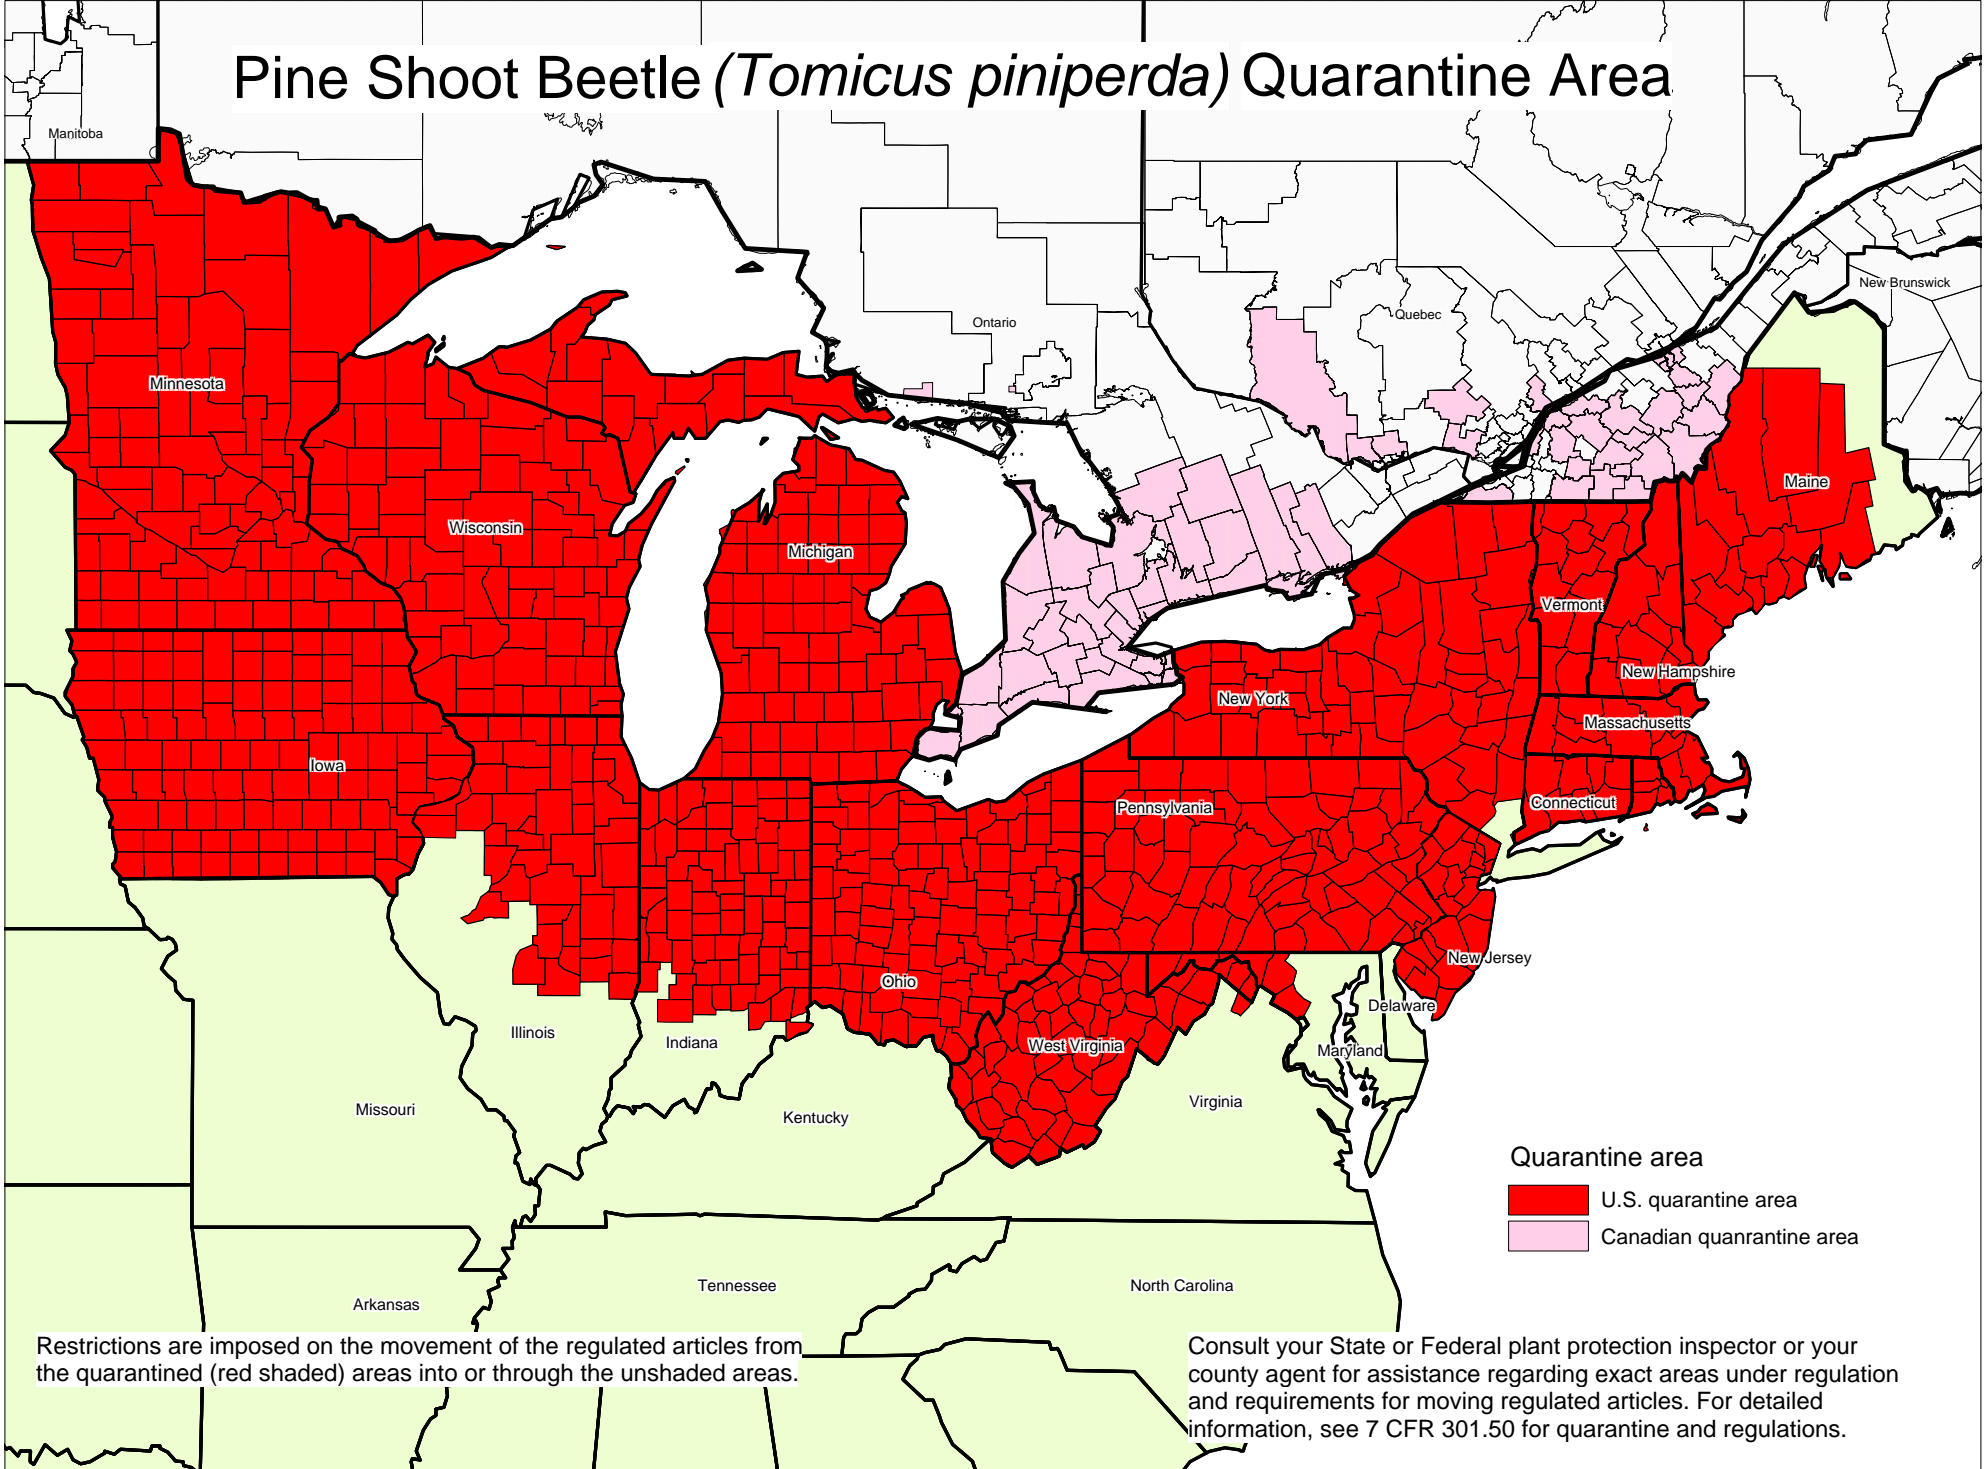 Pine Shoot Beetle (Tomicus piniperda) Quarantine Area
Manitoba
New Brunswick
Quebec
Ontario
Minnesota
Maine
Wisconsin
Michigan
Vermont
New Hampshire
New York
Massachusetts
Iowa
Connecticut
Pennsylvania
New Jersey
Ohio
Delaware
Illinois
Indiana
West Virginia
Maryland
Missouri
Kentucky
Virginia
Quarantine area
U.S. quarantine area
Canadian quanrantine area
Tennessee
North Carolina
Arkansas
Restrictions are imposed on the movement of the regulated articles from
the quarantined (red shaded) areas into or through the unshaded areas.
Consult your State or Federal plant protection inspector or your
county agent for assistance regarding exact areas under regulation
and requirements for moving regulated articles. For detailed
information, see 7 CFR 301.50 for quarantine and regulations.